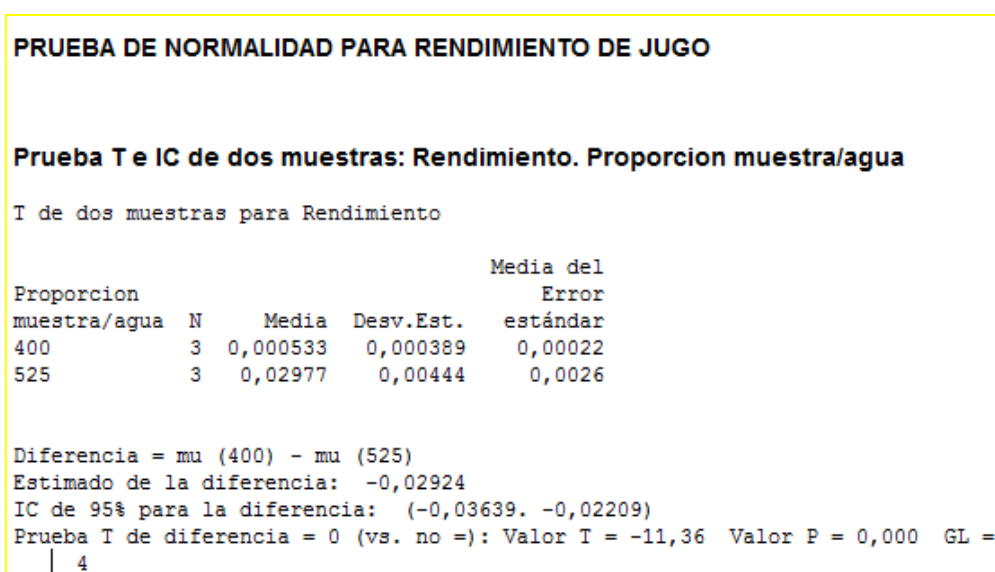 PRUEBA DE NORMALIDAD PARA RENDIMIENTO DE JUGO
Prueba T e IC de dos muestras: Rendimiento. Proporcion muestra/agua
T de dos muestras para Rendimiento
Media del
Proporcion Error
muestra/agua N Media Desv.Est. estándar
400 3 0,000533 0,000389 0,00022
525 3 0,02977 0,00444 0,0026
Diferencia = mu (400) - mu (525)
Estimado de la diferencia: -0,02924
IC de 95% para la diferencia: (-0,03639. -0,02209)
Prueba T de diferencia = 0 (vs. no =): Valor T = -11,36 Valor P = 0,000 GL =
4